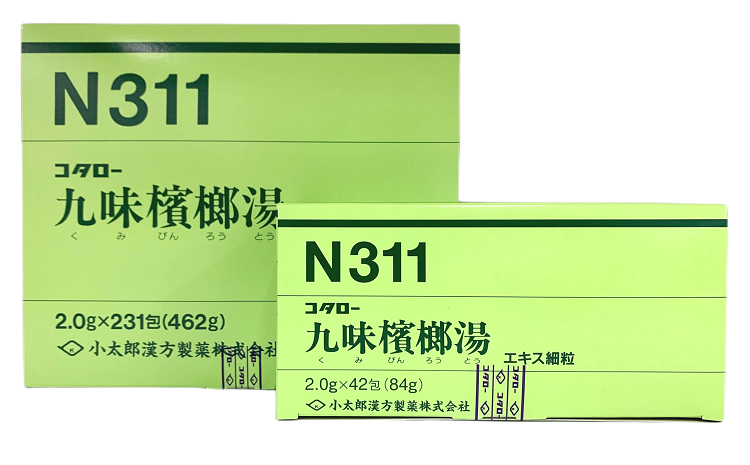 N311
コタロー
九味檳榔湯
くみびんろうとう
2.0g×231包(462g)
小太郎漢方製薬株式会社
N311
コタロー
九味檳榔湯 エキス細粒
くみびんろうとう
2.0g×42包(84g)
小太郎漢方製薬株式会社
コタロー